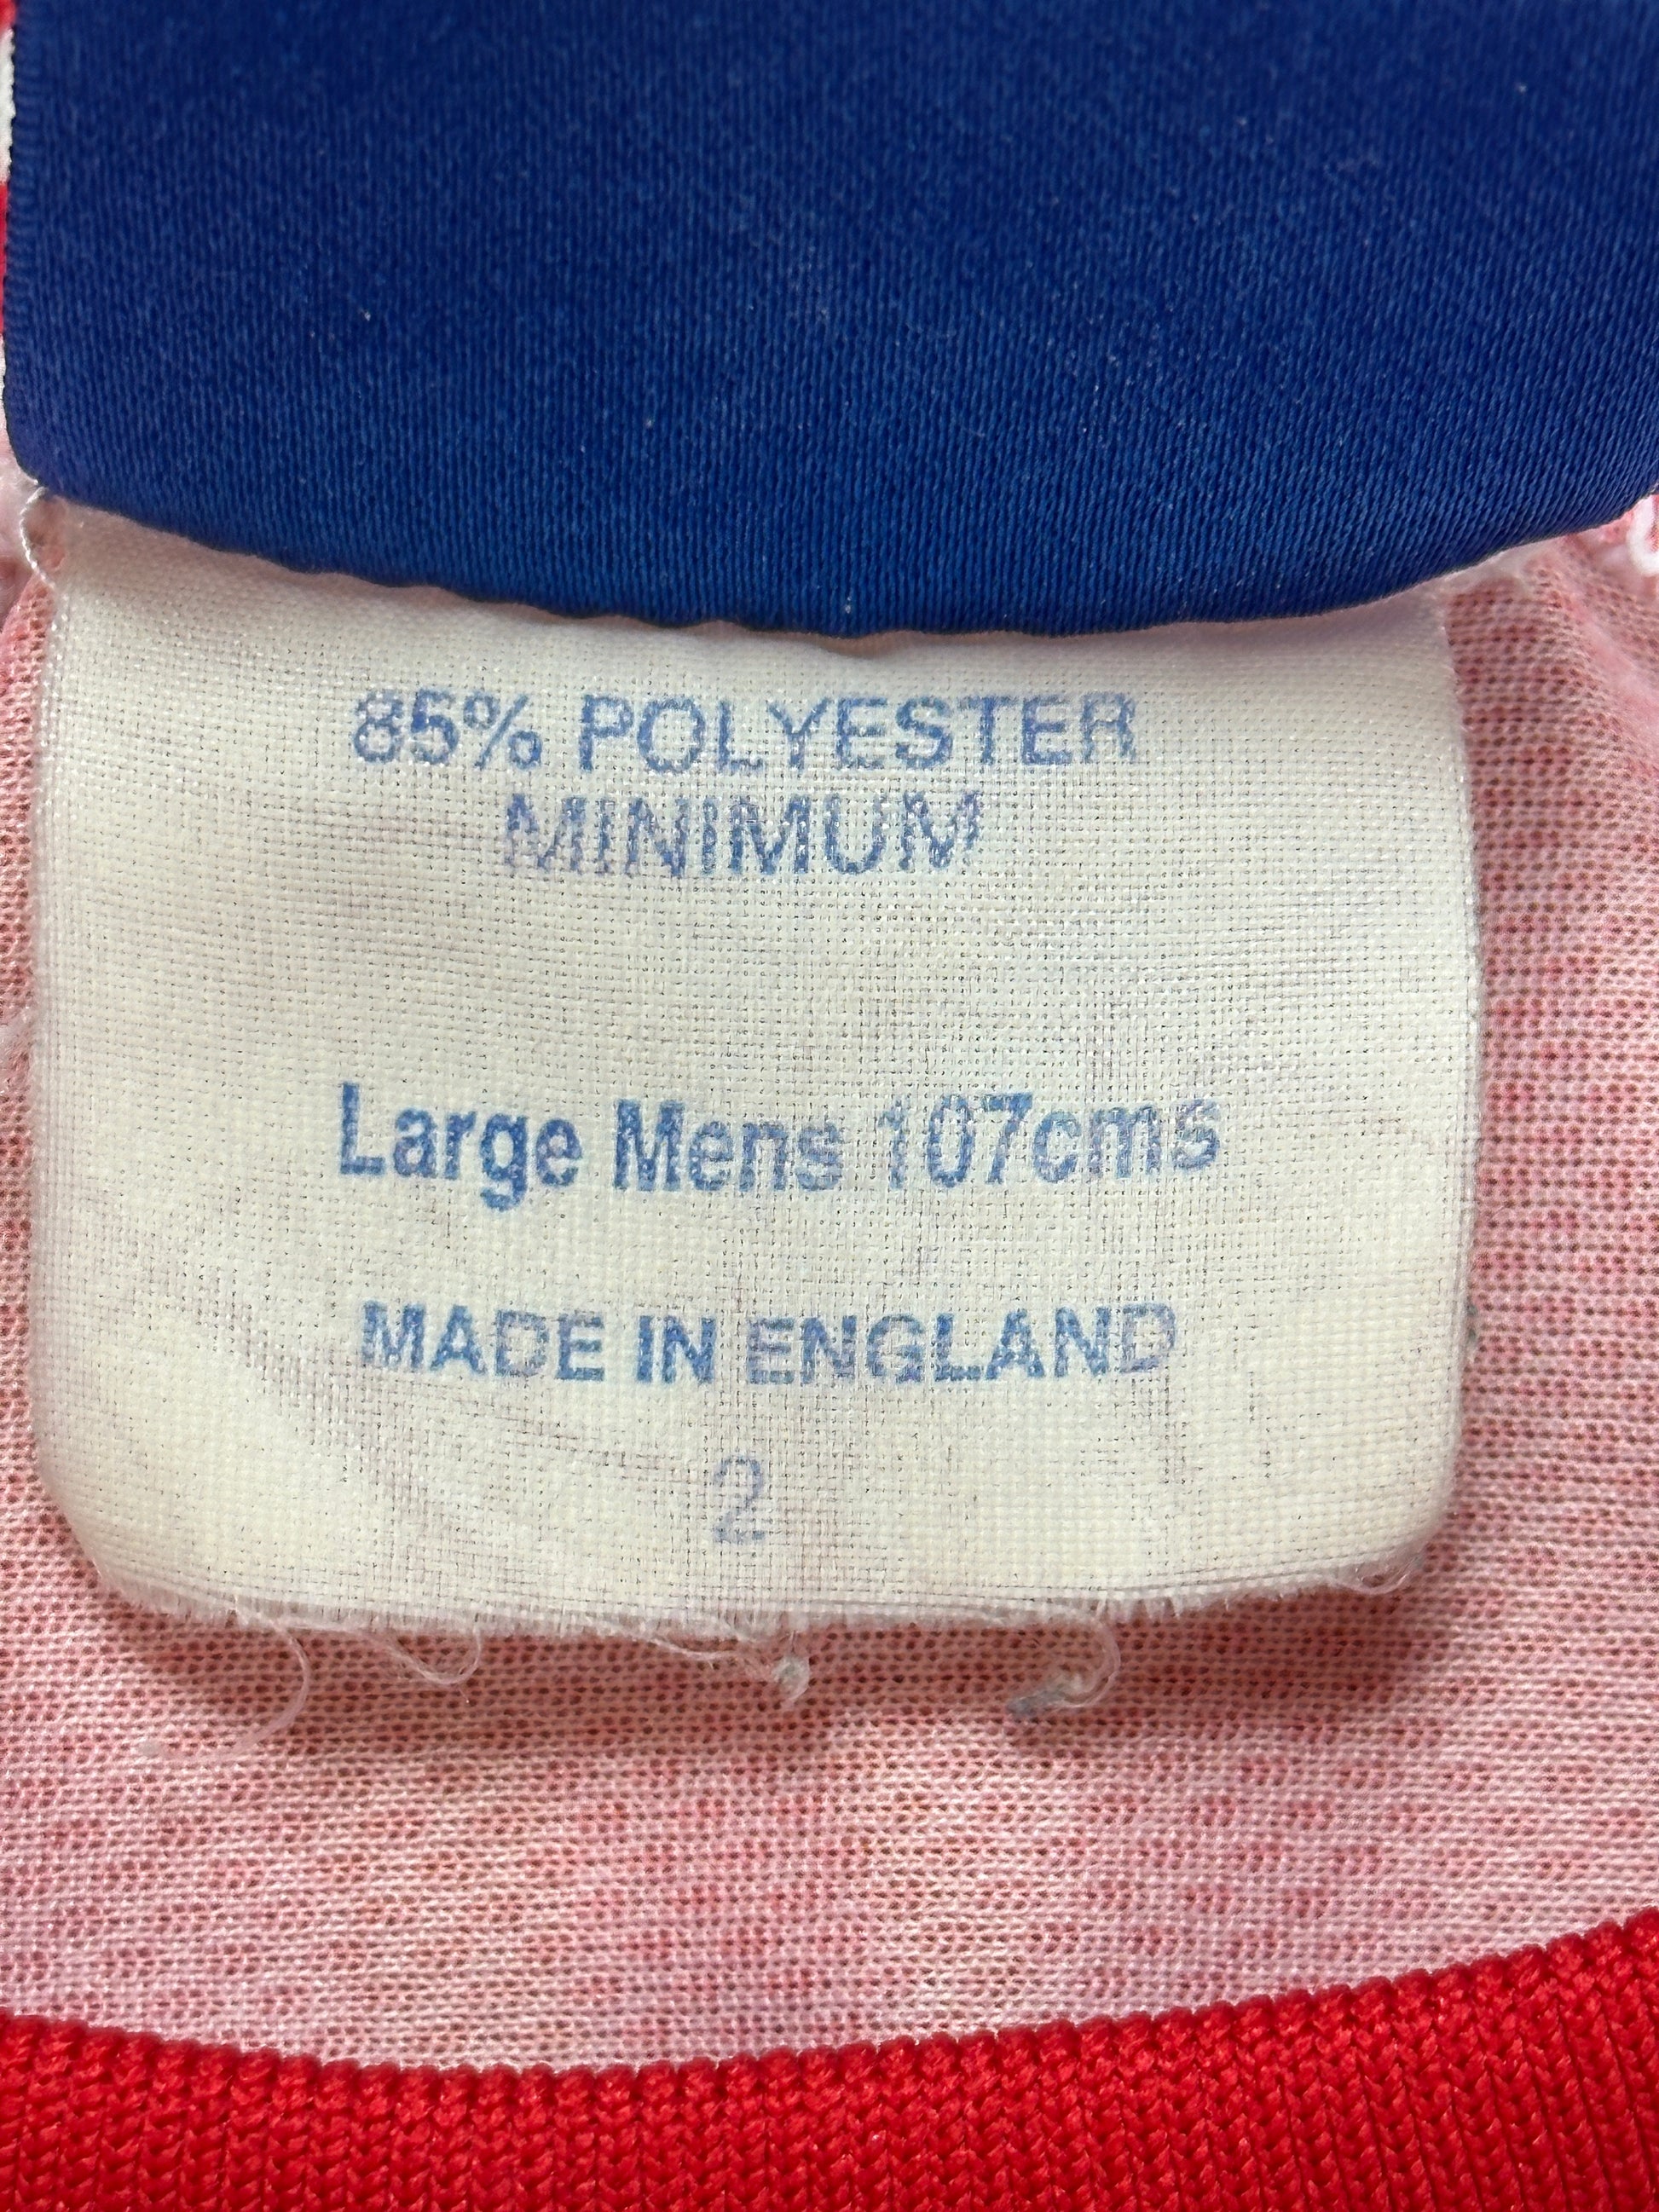 85% POLYESTER
MINIMUM
Large Mens 107cms
MADE IN ENGLAND
2